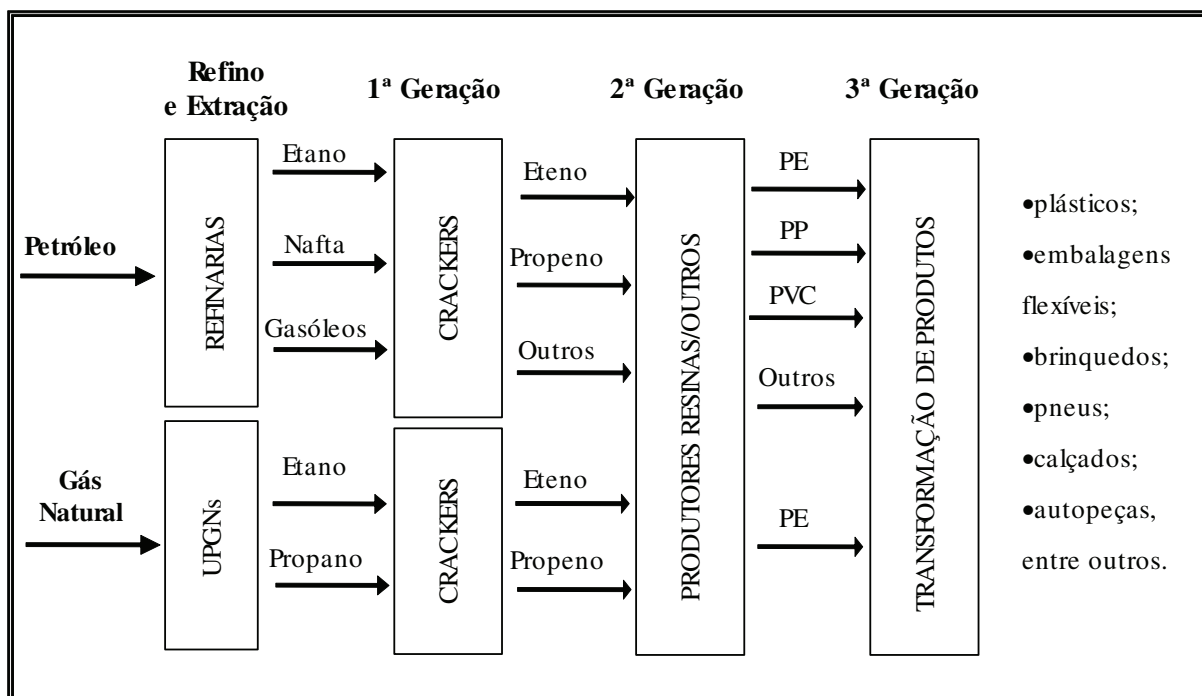 Refino
e Extração
1ª Geração
2ª Geração
3ª Geração
Petróleo
REFINARIAS
Etano
Nafta
Gasóleos
CRACKERS
Eteno
Propeno
Outros
PRODUTORES RESINAS/OUTROS
PE
PP
PVC
Outros
PE
TRANSFORMAÇÃO DE PRODUTOS
Gás
Natural
UPGNs
Etano
Propano
CRACKERS
Eteno
Propeno
•plásticos;
•embalagens
flexíveis;
•brinquedos;
•pneus;
•calçados;
•autopeças,
entre outros.